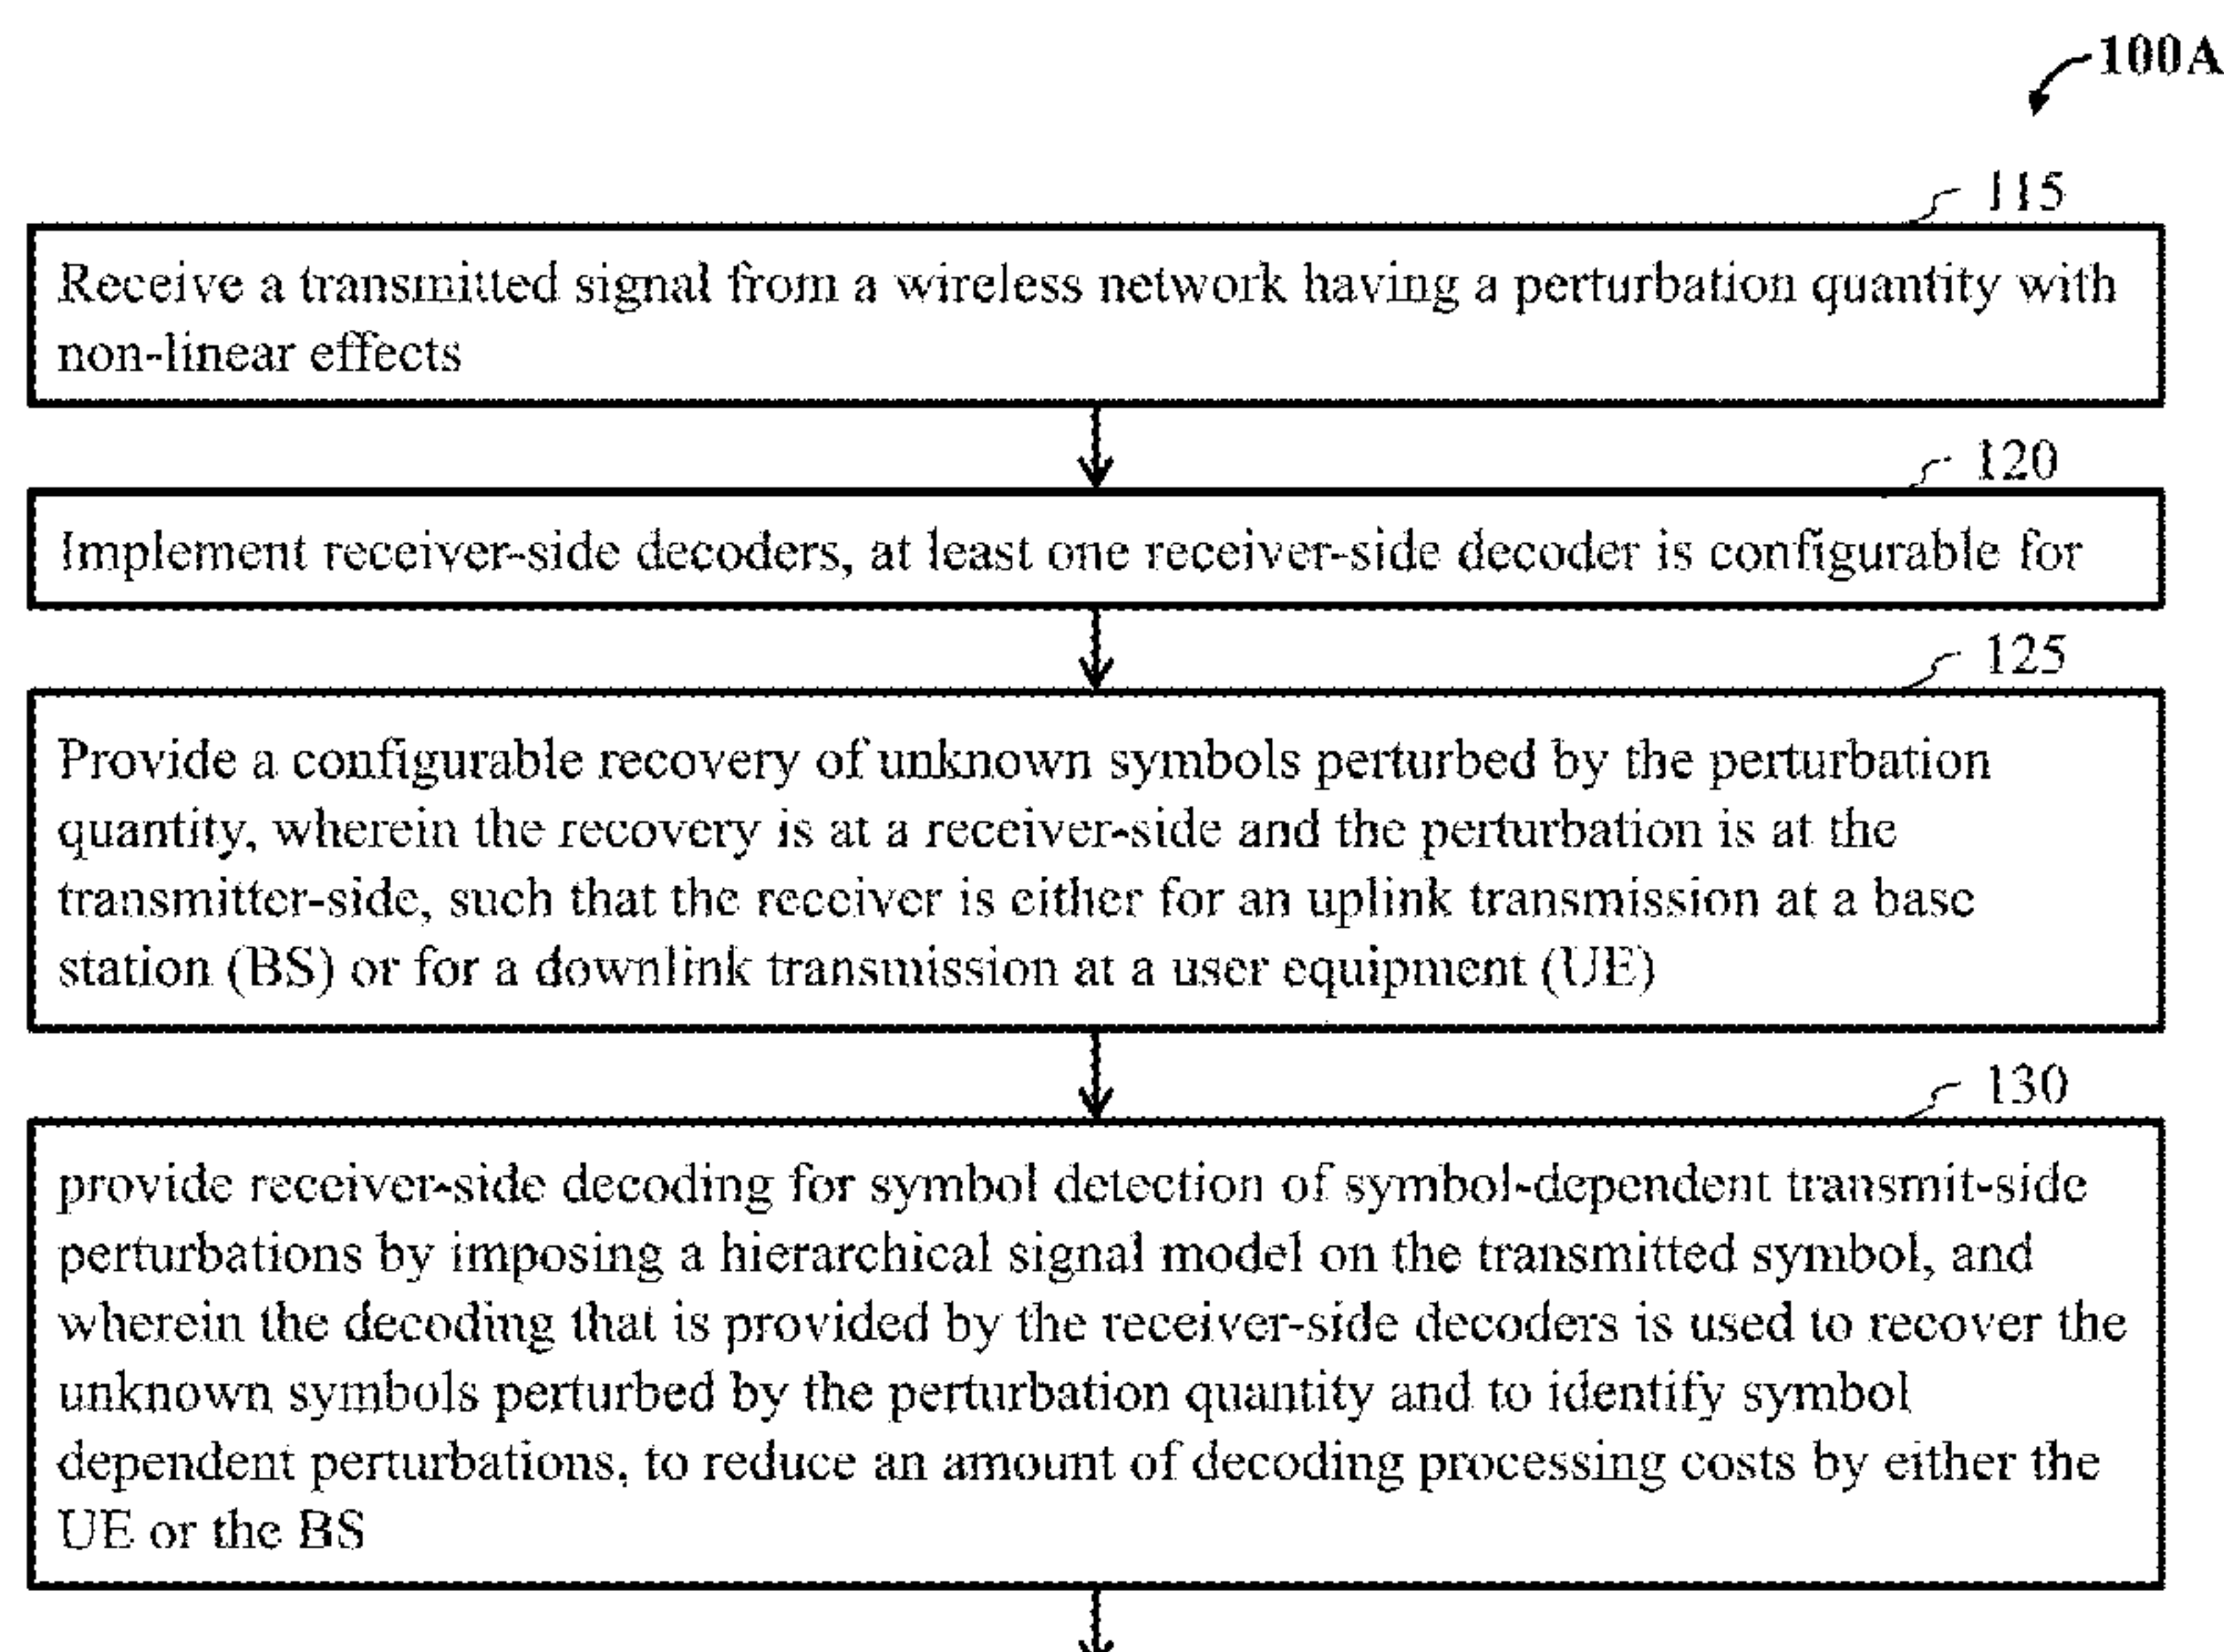 100A
115
Receive a transmitted signal from a wireless network having a perturbation quantity with
non-linear effects
120
Implement receiver-side decoders, at least one receiver-side decoder is configurable for
125
Provide a configurable recovery of unknown symbols perturbed by the perturbation
quantity, wherein the recovery is at a receiver-side and the perturbation is at the
transmitter-side, such that the receiver is either for an uplink transmission at a base
station (BS) or for a downlink transmission at a user equipment (UE)
130
provide receiver-side decoding for symbol detection of symbol-dependent transmit-side
perturbations by imposing a hierarchical signal model on the transmitted symbol, and
wherein the decoding that is provided by the receiver-side decoders is used to recover the
unknown symbols perturbed by the perturbation quantity and to identify symbol
dependent perturbations, to reduce an amount of decoding processing costs by either the
UE or the BS